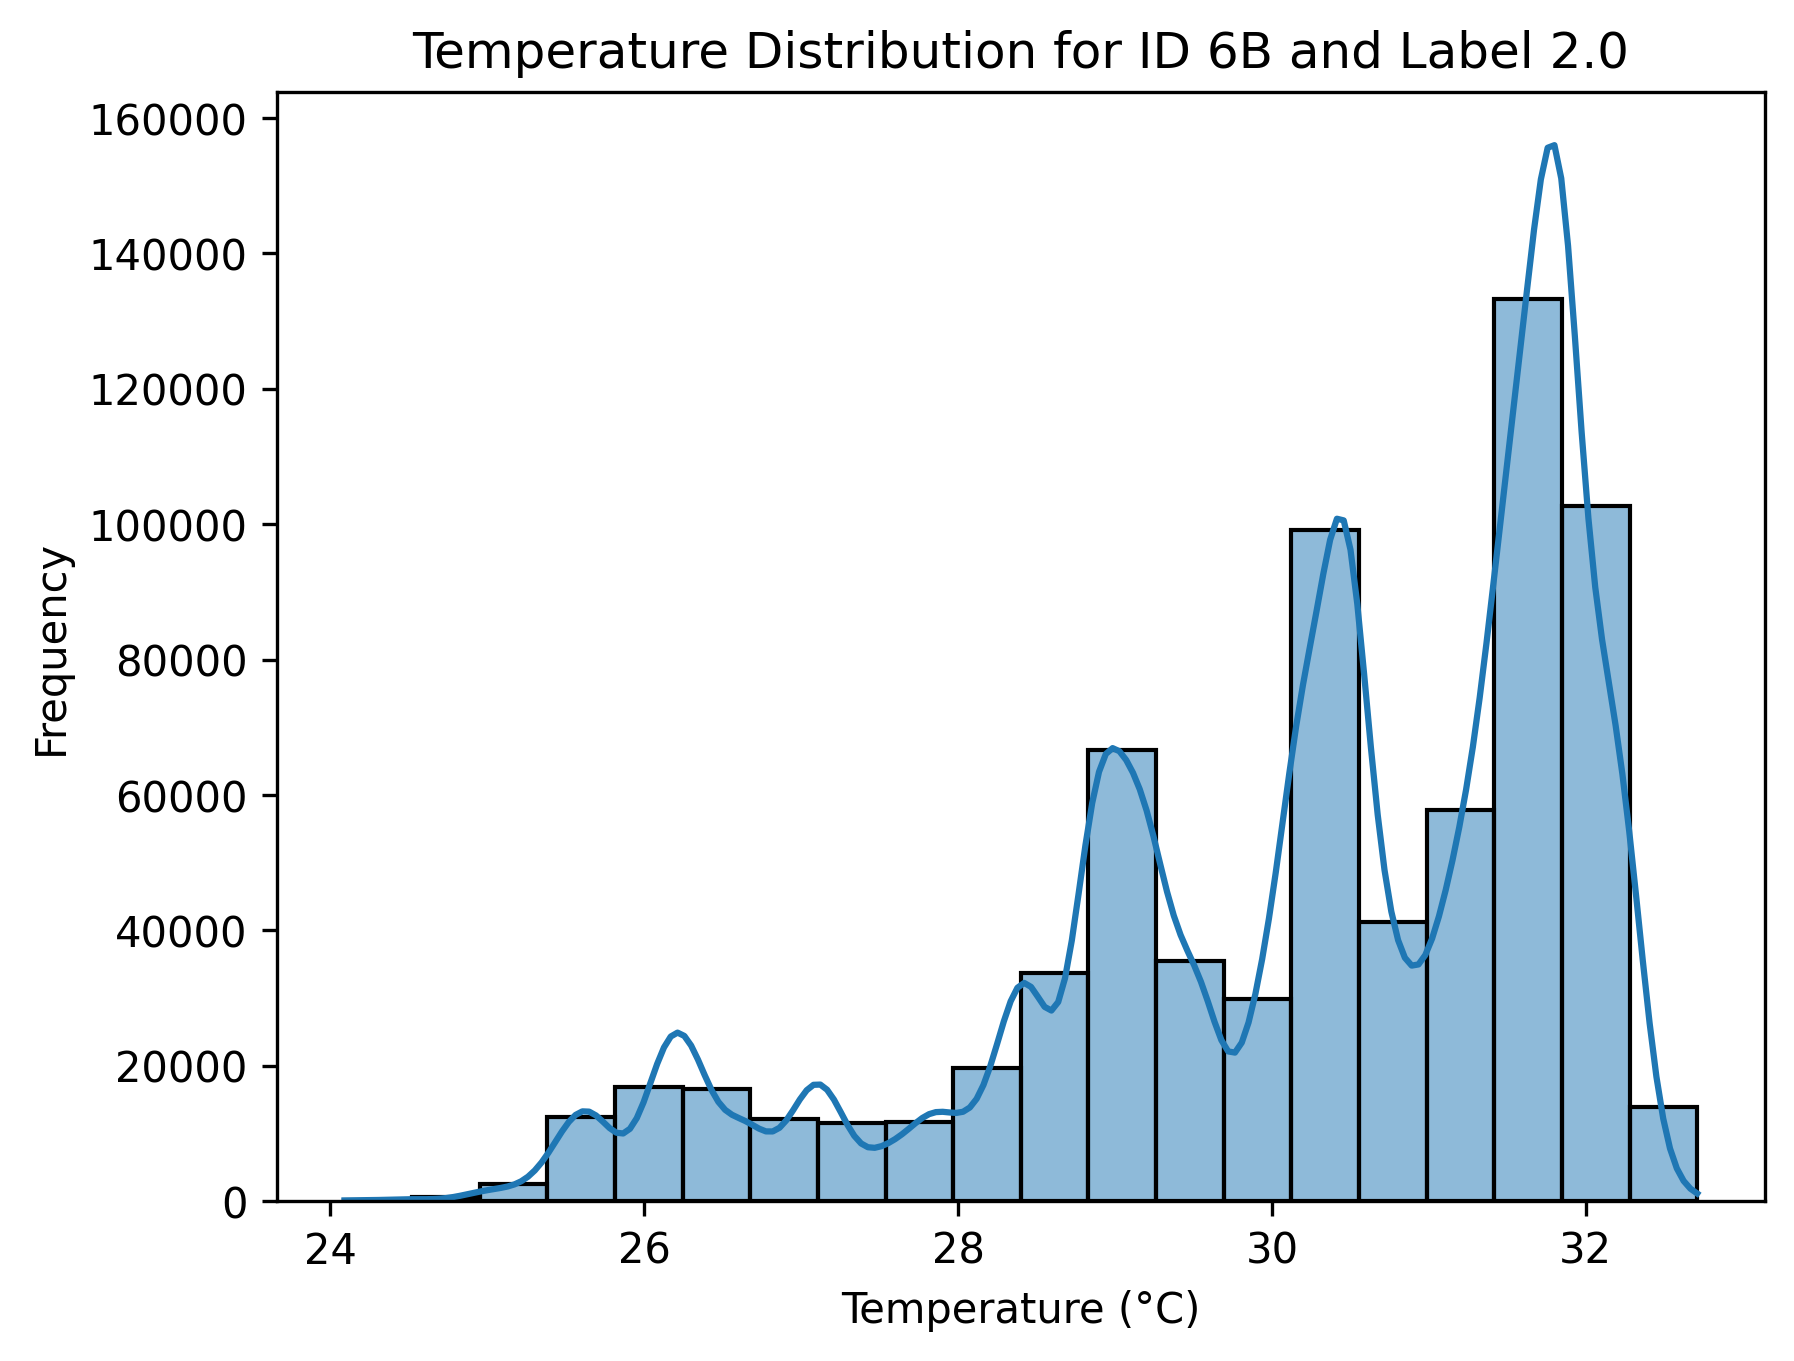 Temperature Distribution for ID 6B and Label 2.0
160000
140000
120000
100000
80000
60000
40000
20000
0
Frequency
24 26 28 30 32
Temperature (°C)